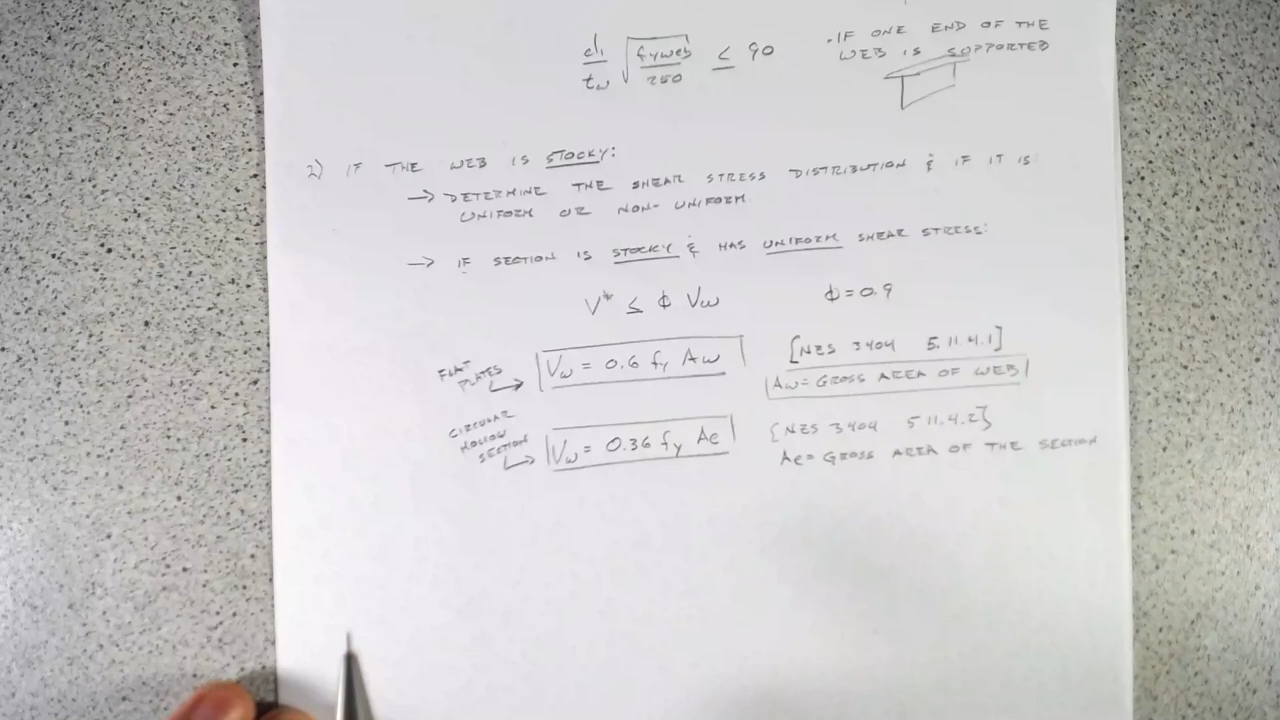 d1/tw √(fyweb/250) ≤ 90
• IF ONE END OF THE
WEB IS SUPPORTED
2) IF THE WEB IS STOCKY:
→ DETERMINE THE SHEAR STRESS DISTRIBUTION & IF IT IS
UNIFORM OR NON-UNIFORM.
→ IF SECTION IS STOCKY & HAS UNIFORM SHEAR STRESS:
V* ≤ ϕ Vw ϕ = 0.9
FLAT
PLATES
Vw = 0.6 fy Aw
[NZS 3404 5.11.4.1]
Aw = GROSS AREA OF WEB
CIRCULAR
HOLLOW
SECTION
Vw = 0.36 fy Ae
{NZS 3404 5.11.4.2}
Ae = GROSS AREA OF THE SECTION